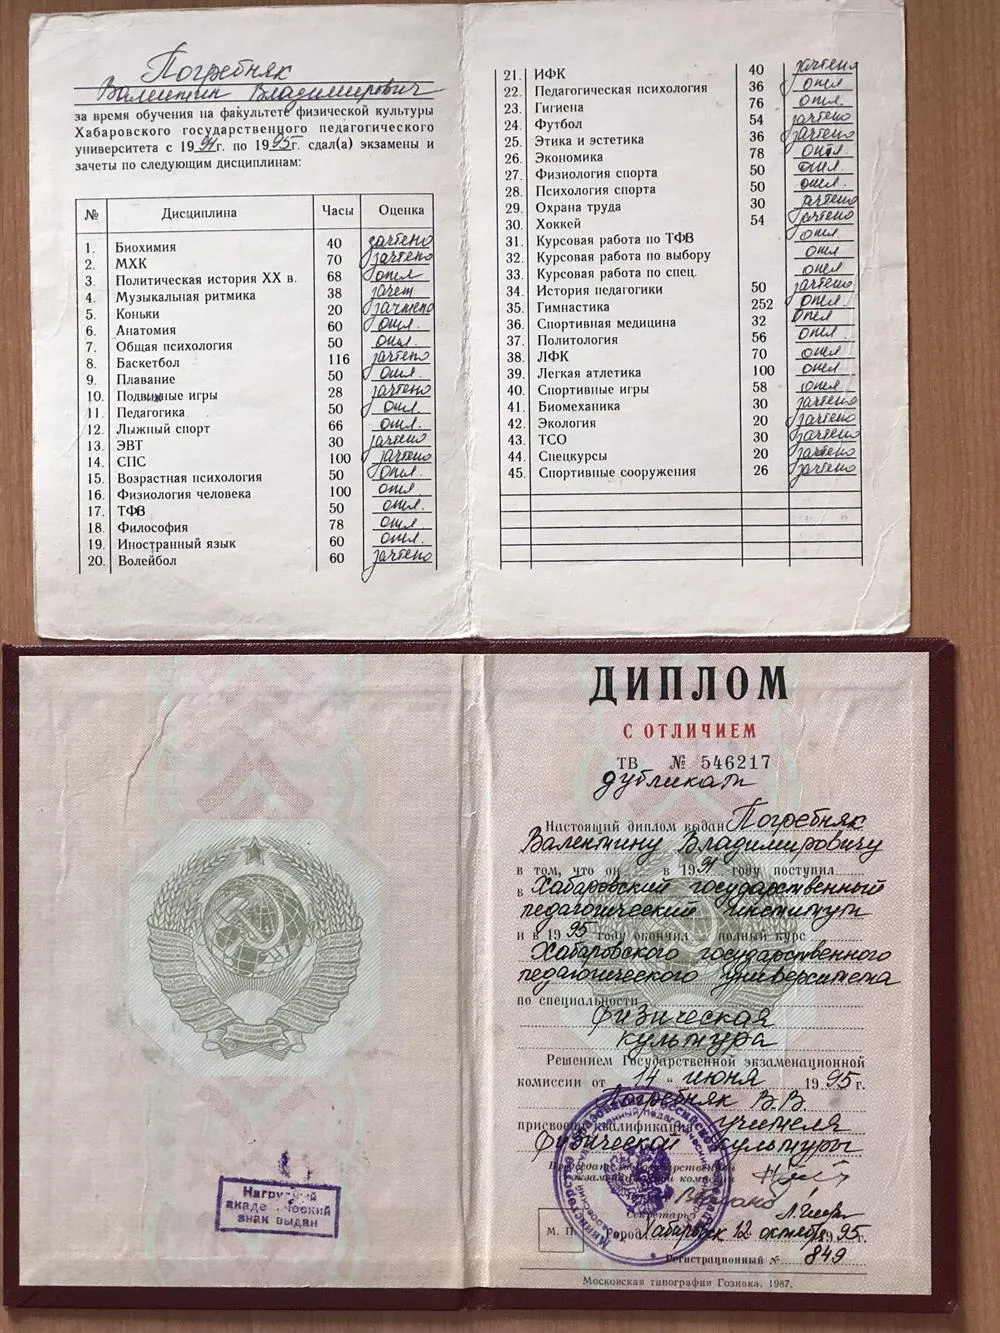 Погребняк
Валентин Владимирович
за время обучения на факультете физической культуры
Хабаровского государственного педагогического
университета с 1991г. по 1995г. сдал(а) экзамены и
зачеты по следующим дисциплинам:
№ Дисциплина Часы Оценка
1. Биохимия 40 зачтено
2. МХК 70 зачтено
3. Политическая история XX в. 68 отл
4. Музыкальная ритмика 38 зачет
5. Коньки 20 зачтено
6. Анатомия 60 отл.
7. Общая психология 50 отл.
8. Баскетбол 116 зачтено
9. Плавание 50 отл.
10. Подвижные игры 28 зачтено
11. Педагогика 50 отл.
12. Лыжный спорт 66 отл.
13. ЭВТ 30 зачтено
14. СПС 100 зачтено
15. Возрастная психология 50 отл.
16. Физиология человека 100 отл.
17. ТФВ 50 отл.
18. Философия 78 отл.
19. Иностранный язык 60 отл.
20. Волейбол 60 зачтено
21. ИФК 40 зачтено
22. Педагогическая психология 36 отл
23. Гигиена 76 отл.
24. Футбол 54 зачтено
25. Этика и эстетика 36 зачтено
26. Экономика 78 отл.
27. Физиология спорта 50 отл.
28. Психология спорта 50 отл.
29. Охрана труда 30 зачтено
30. Хоккей 54 зачтено
31. Курсовая работа по ТФВ отл.
32. Курсовая работа по выбору отл
33. Курсовая работа по спец. отл
34. История педагогики 50 зачтено
35. Гимнастика 252 отл.
36. Спортивная медицина 32 отл
37. Политология 56 отл.
38. ЛФК 70 отл
39. Легкая атлетика 100 отл
40. Спортивные игры 58 отл
41. Биомеханика 30 зачтено
42. Экология 20 зачтено
43. ТСО 30 зачтено
44. Спецкурсы 20 зачтено
45. Спортивные сооружения 26 зачтено
ДИПЛОМ
С ОТЛИЧИЕМ
ТВ № 546217
дубликат
Настоящий диплом выдан Погребняк
Валентину Владимировичу
в том, что он в 1991 году поступил
в Хабаровский государственный
педагогический институт
и в 1995 году окончил полный курс
Хабаровского государственного
педагогического университета
по специальности
физическая
культура
Решением Государственной экзаменационной
комиссии от 14 " июня 1995 г.
Погребняк В.В.
присвоена квалификация учителя
физической культуры
Председатель Государственной
экзаменационной комиссии
Секретарь
М. П. Город Хабаровск 12 октября 1995 г.
Регистрационный № 849
Московская типография Гознака. 1987.
Нагрудный
академический
знак выдан